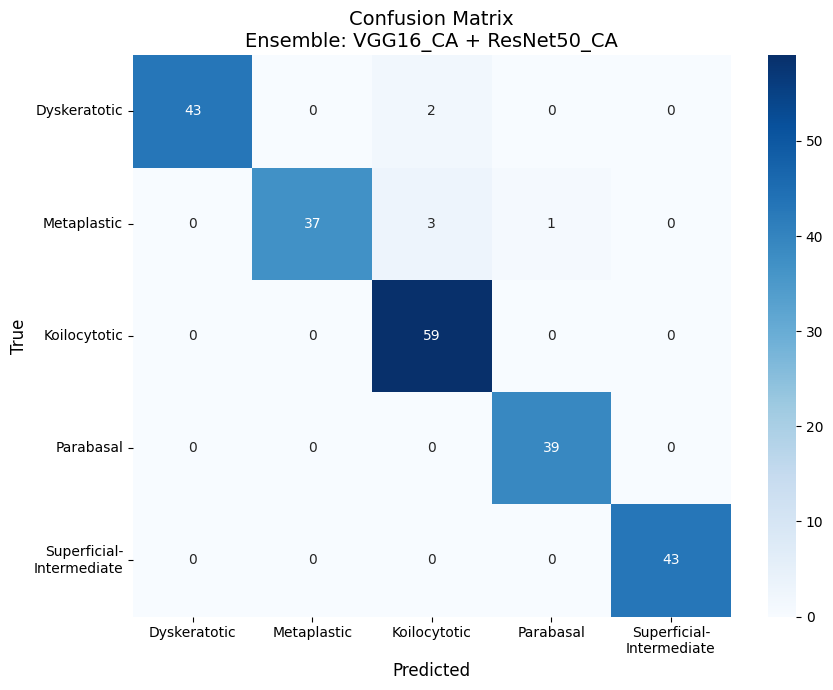 Confusion Matrix
Ensemble: VGG16_CA + ResNet50_CA
Dyskeratotic 43 0 2 0 0
Metaplastic 0 37 3 1 0
Koilocytotic 0 0 59 0 0
Parabasal 0 0 0 39 0
Superficial-
Intermediate 0 0 0 0 43
Dyskeratotic Metaplastic Koilocytotic Parabasal Superficial-
Intermediate
Predicted
True
50
40
30
20
10
0